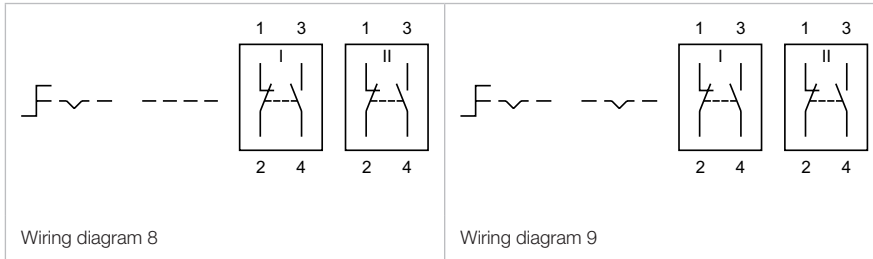 1 3 1 3 1 3 1 3
I II I II
2 4 2 4 2 4 2 4
Wiring diagram 8 Wiring diagram 9